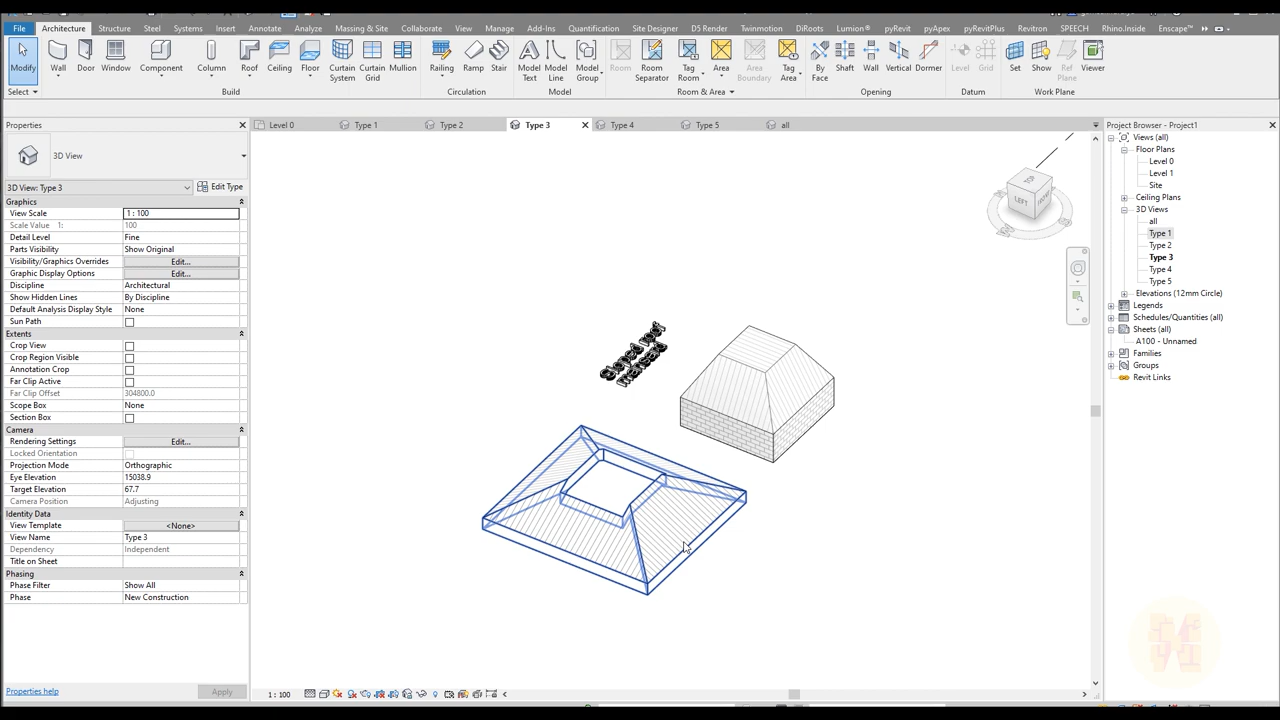 File Architecture Structure Steel Systems Insert Annotate Analyze Massing & Site Collaborate View Manage Add-Ins Quantification Site Designer D5 Render Twinmotion DiRoots Lumion® pyRevit pyApex pyRevitPlus Revitron SPEECH Rhino.Inside Enscape™
Modify Wall Door Window Component Column Roof Ceiling Floor Curtain System Curtain Grid Mullion Railing Ramp Stair Model Text Model Line Model Group Room Room Separator Tag Room Area Area Boundary Tag Area By Face Shaft Wall Vertical Dormer Level Grid Set Show Ref Plane Viewer
Select Build Circulation Model Room & Area Opening Datum Work Plane
Properties
3D View
3D View: Type 3 Edit Type
Graphics
View Scale 1 : 100
Scale Value 1: 100
Detail Level Fine
Parts Visibility Show Original
Visibility/Graphics Overrides Edit...
Graphic Display Options Edit...
Discipline Architectural
Show Hidden Lines By Discipline
Default Analysis Display Style None
Sun Path
Extents
Crop View
Crop Region Visible
Annotation Crop
Far Clip Active
Far Clip Offset 304800.0
Scope Box None
Section Box
Camera
Rendering Settings Edit...
Locked Orientation
Projection Mode Orthographic
Eye Elevation 15038.9
Target Elevation 67.7
Camera Position Adjusting
Identity Data
View Template <None>
View Name Type 3
Dependency Independent
Title on Sheet
Phasing
Phase Filter Show All
Phase New Construction
Properties help Apply
Level 0 Type 1 Type 2 Type 3 Type 4 Type 5 all
TOP
LEFT FRONT
Sloped roof
mansard
1 : 100
Project Browser - Project1
Views (all)
Floor Plans
Level 0
Level 1
Site
Ceiling Plans
3D Views
all
Type 1
Type 2
Type 3
Type 4
Type 5
Elevations (12mm Circle)
Legends
Schedules/Quantities (all)
Sheets (all)
A100 - Unnamed
Families
Groups
Revit Links